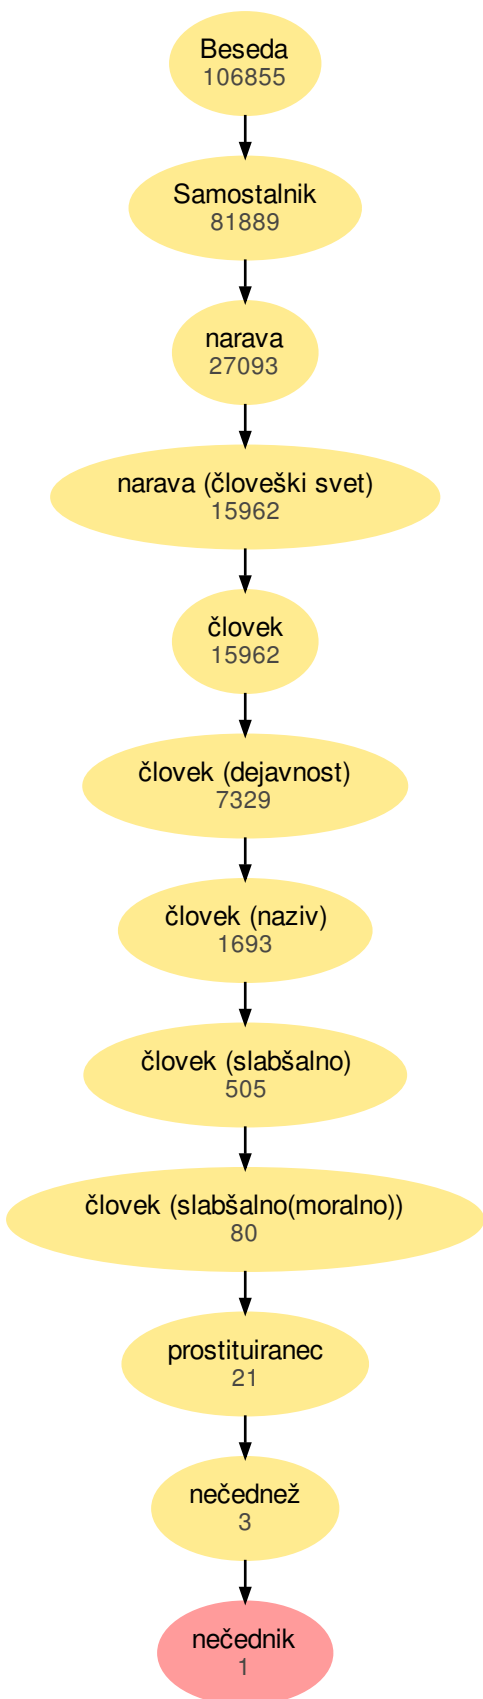 Beseda
106855
Samostalnik
81889
narava
27093
narava (človeški svet)
15962
človek
15962
človek (dejavnost)
7329
človek (naziv)
1693
človek (slabšalno)
505
človek (slabšalno(moralno))
80
prostituiranec
21
nečednež
3
nečednik
1